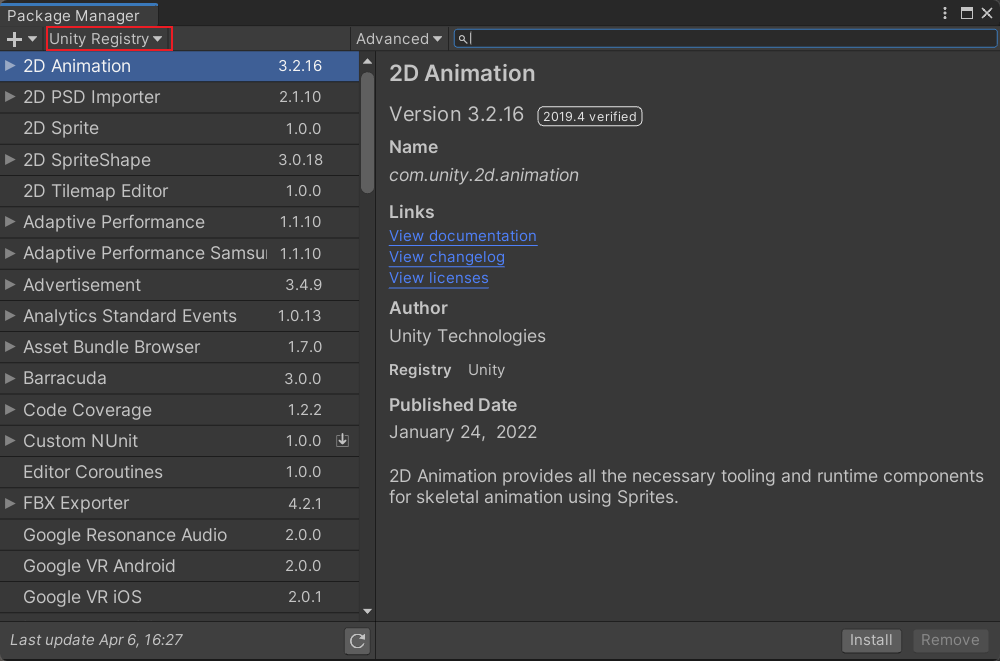 Package Manager
Unity Registry
Advanced
2D Animation 3.2.16
2D PSD Importer 2.1.10
2D Sprite 1.0.0
2D SpriteShape 3.0.18
2D Tilemap Editor 1.0.0
Adaptive Performance 1.1.10
Adaptive Performance Samsu 1.1.10
Advertisement 3.4.9
Analytics Standard Events 1.0.13
Asset Bundle Browser 1.7.0
Barracuda 3.0.0
Code Coverage 1.2.2
Custom NUnit 1.0.0
Editor Coroutines 1.0.0
FBX Exporter 4.2.1
Google Resonance Audio 2.0.0
Google VR Android 2.0.0
Google VR iOS 2.0.1
Last update Apr 6, 16:27
2D Animation
Version 3.2.16 2019.4 verified
Name
com.unity.2d.animation
Links
View documentation
View changelog
View licenses
Author
Unity Technologies
Registry Unity
Published Date
January 24, 2022
2D Animation provides all the necessary tooling and runtime components
for skeletal animation using Sprites.
Install Remove